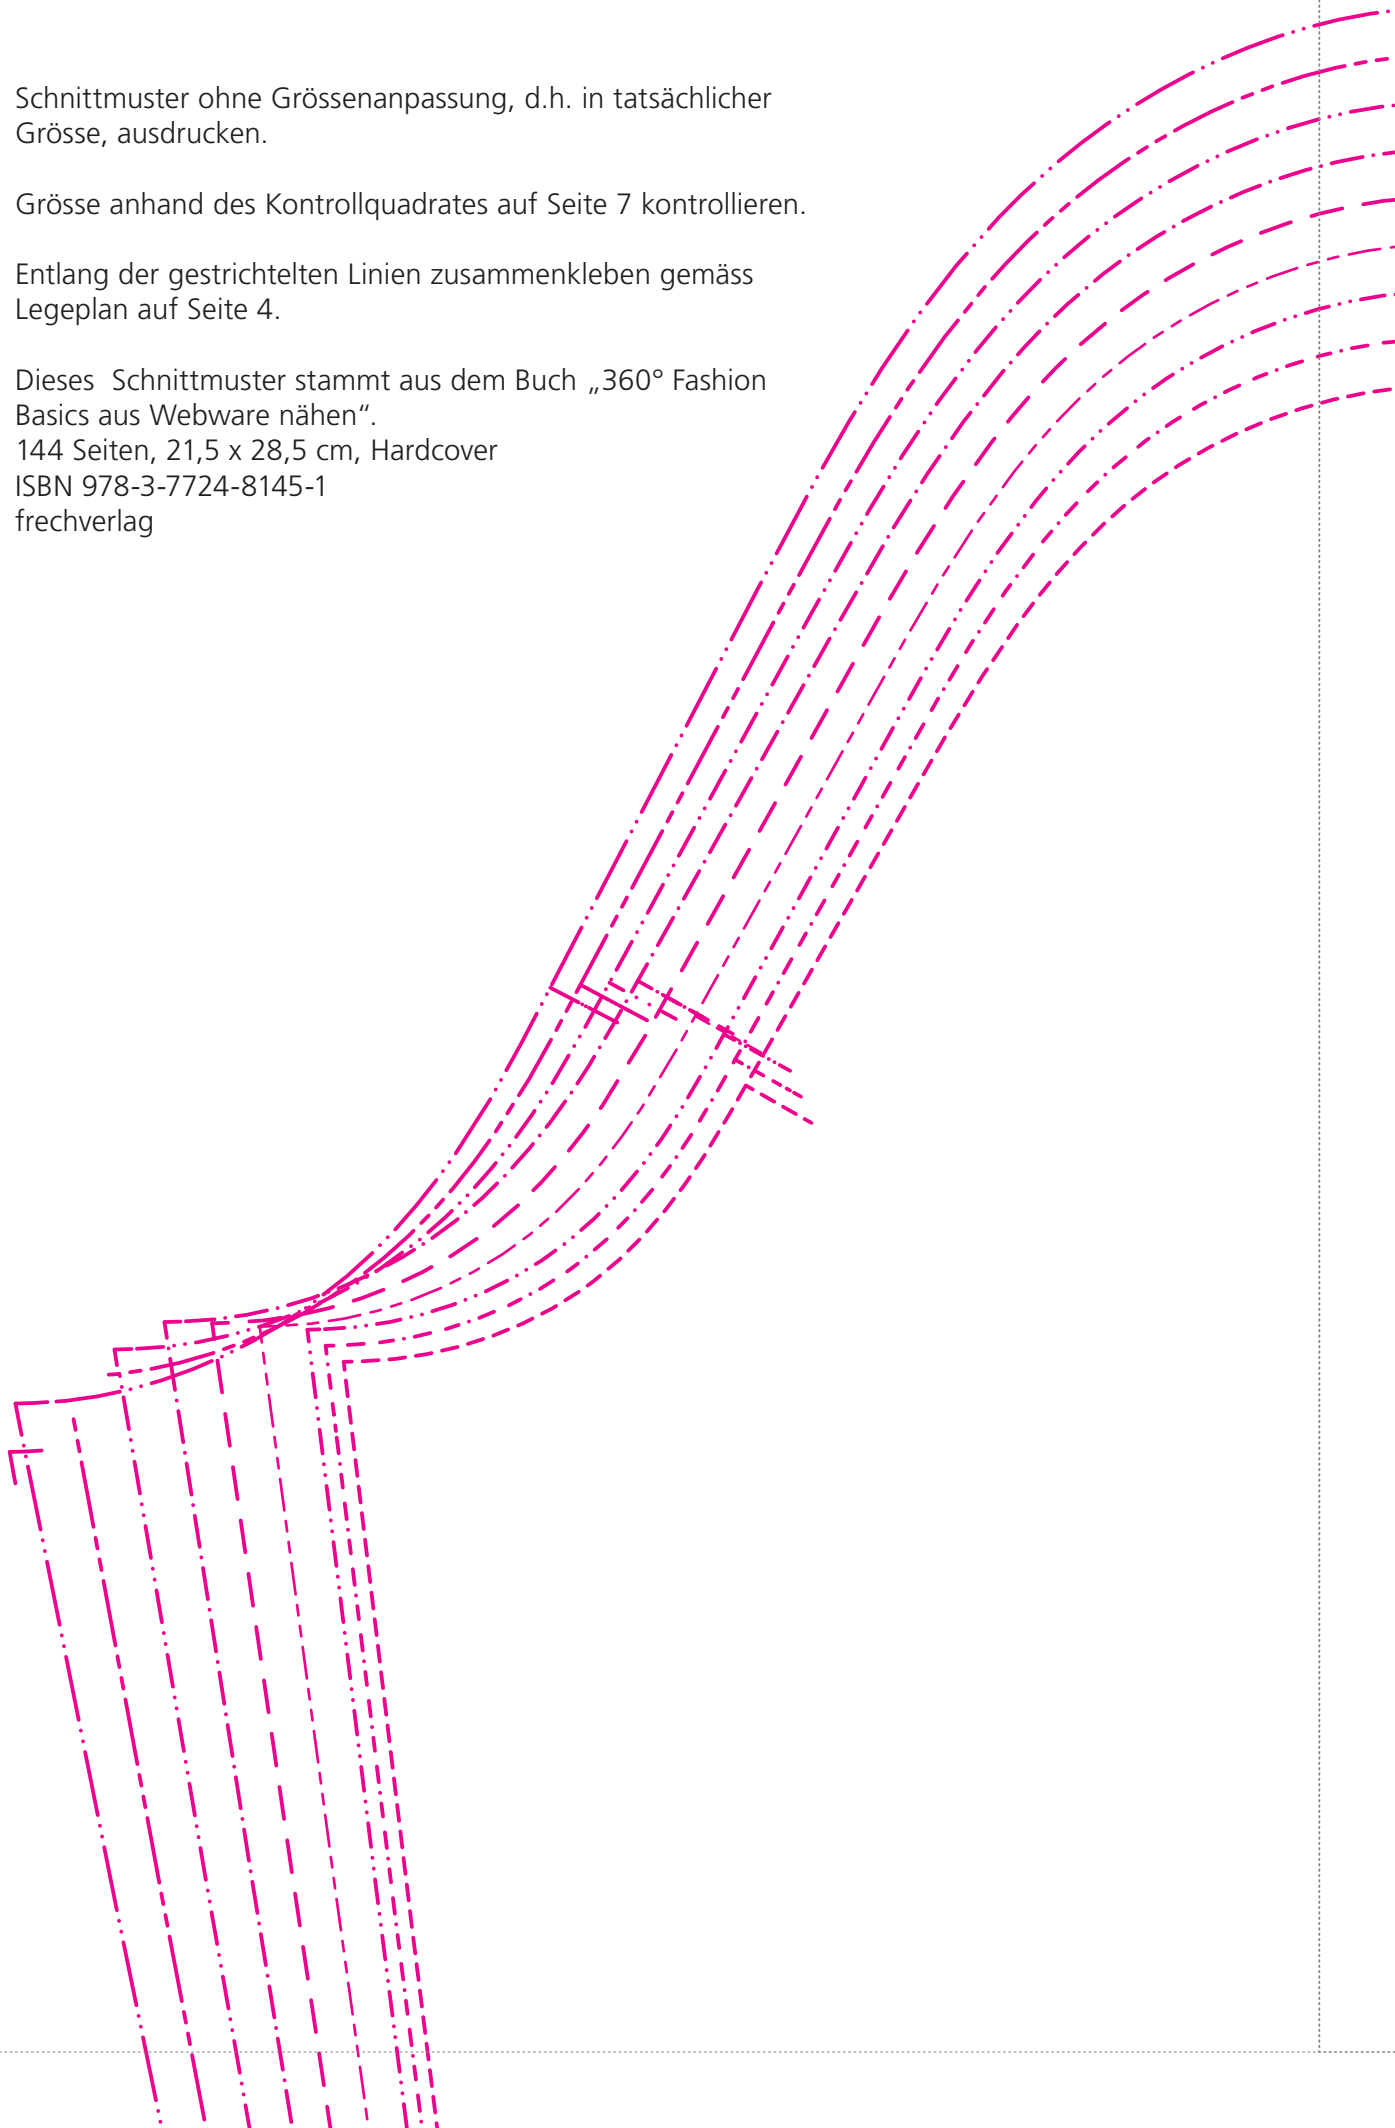 Schnittmuster ohne Grössenanpassung, d.h. in tatsächlicher
Grösse, ausdrucken.
Grösse anhand des Kontrollquadrates auf Seite 7 kontrollieren.
Entlang der gestrichtelten Linien zusammenkleben gemäss
Legeplan auf Seite 4.
Dieses  Schnittmuster stammt aus dem Buch „360° Fashion
Basics aus Webware nähen“.
144 Seiten, 21,5 x 28,5 cm, Hardcover
ISBN 978-3-7724-8145-1
frechverlag